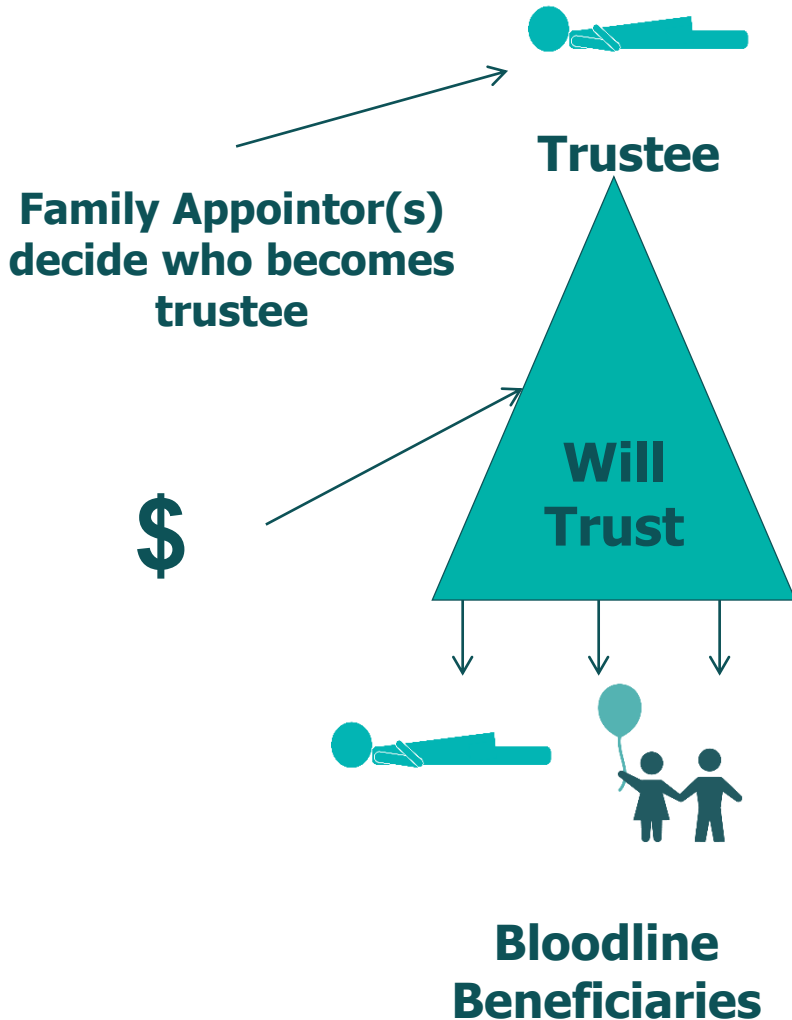 Trustee
Family Appointor(s)
decide who becomes
trustee
$
Will
Trust
Bloodline
Beneficiaries